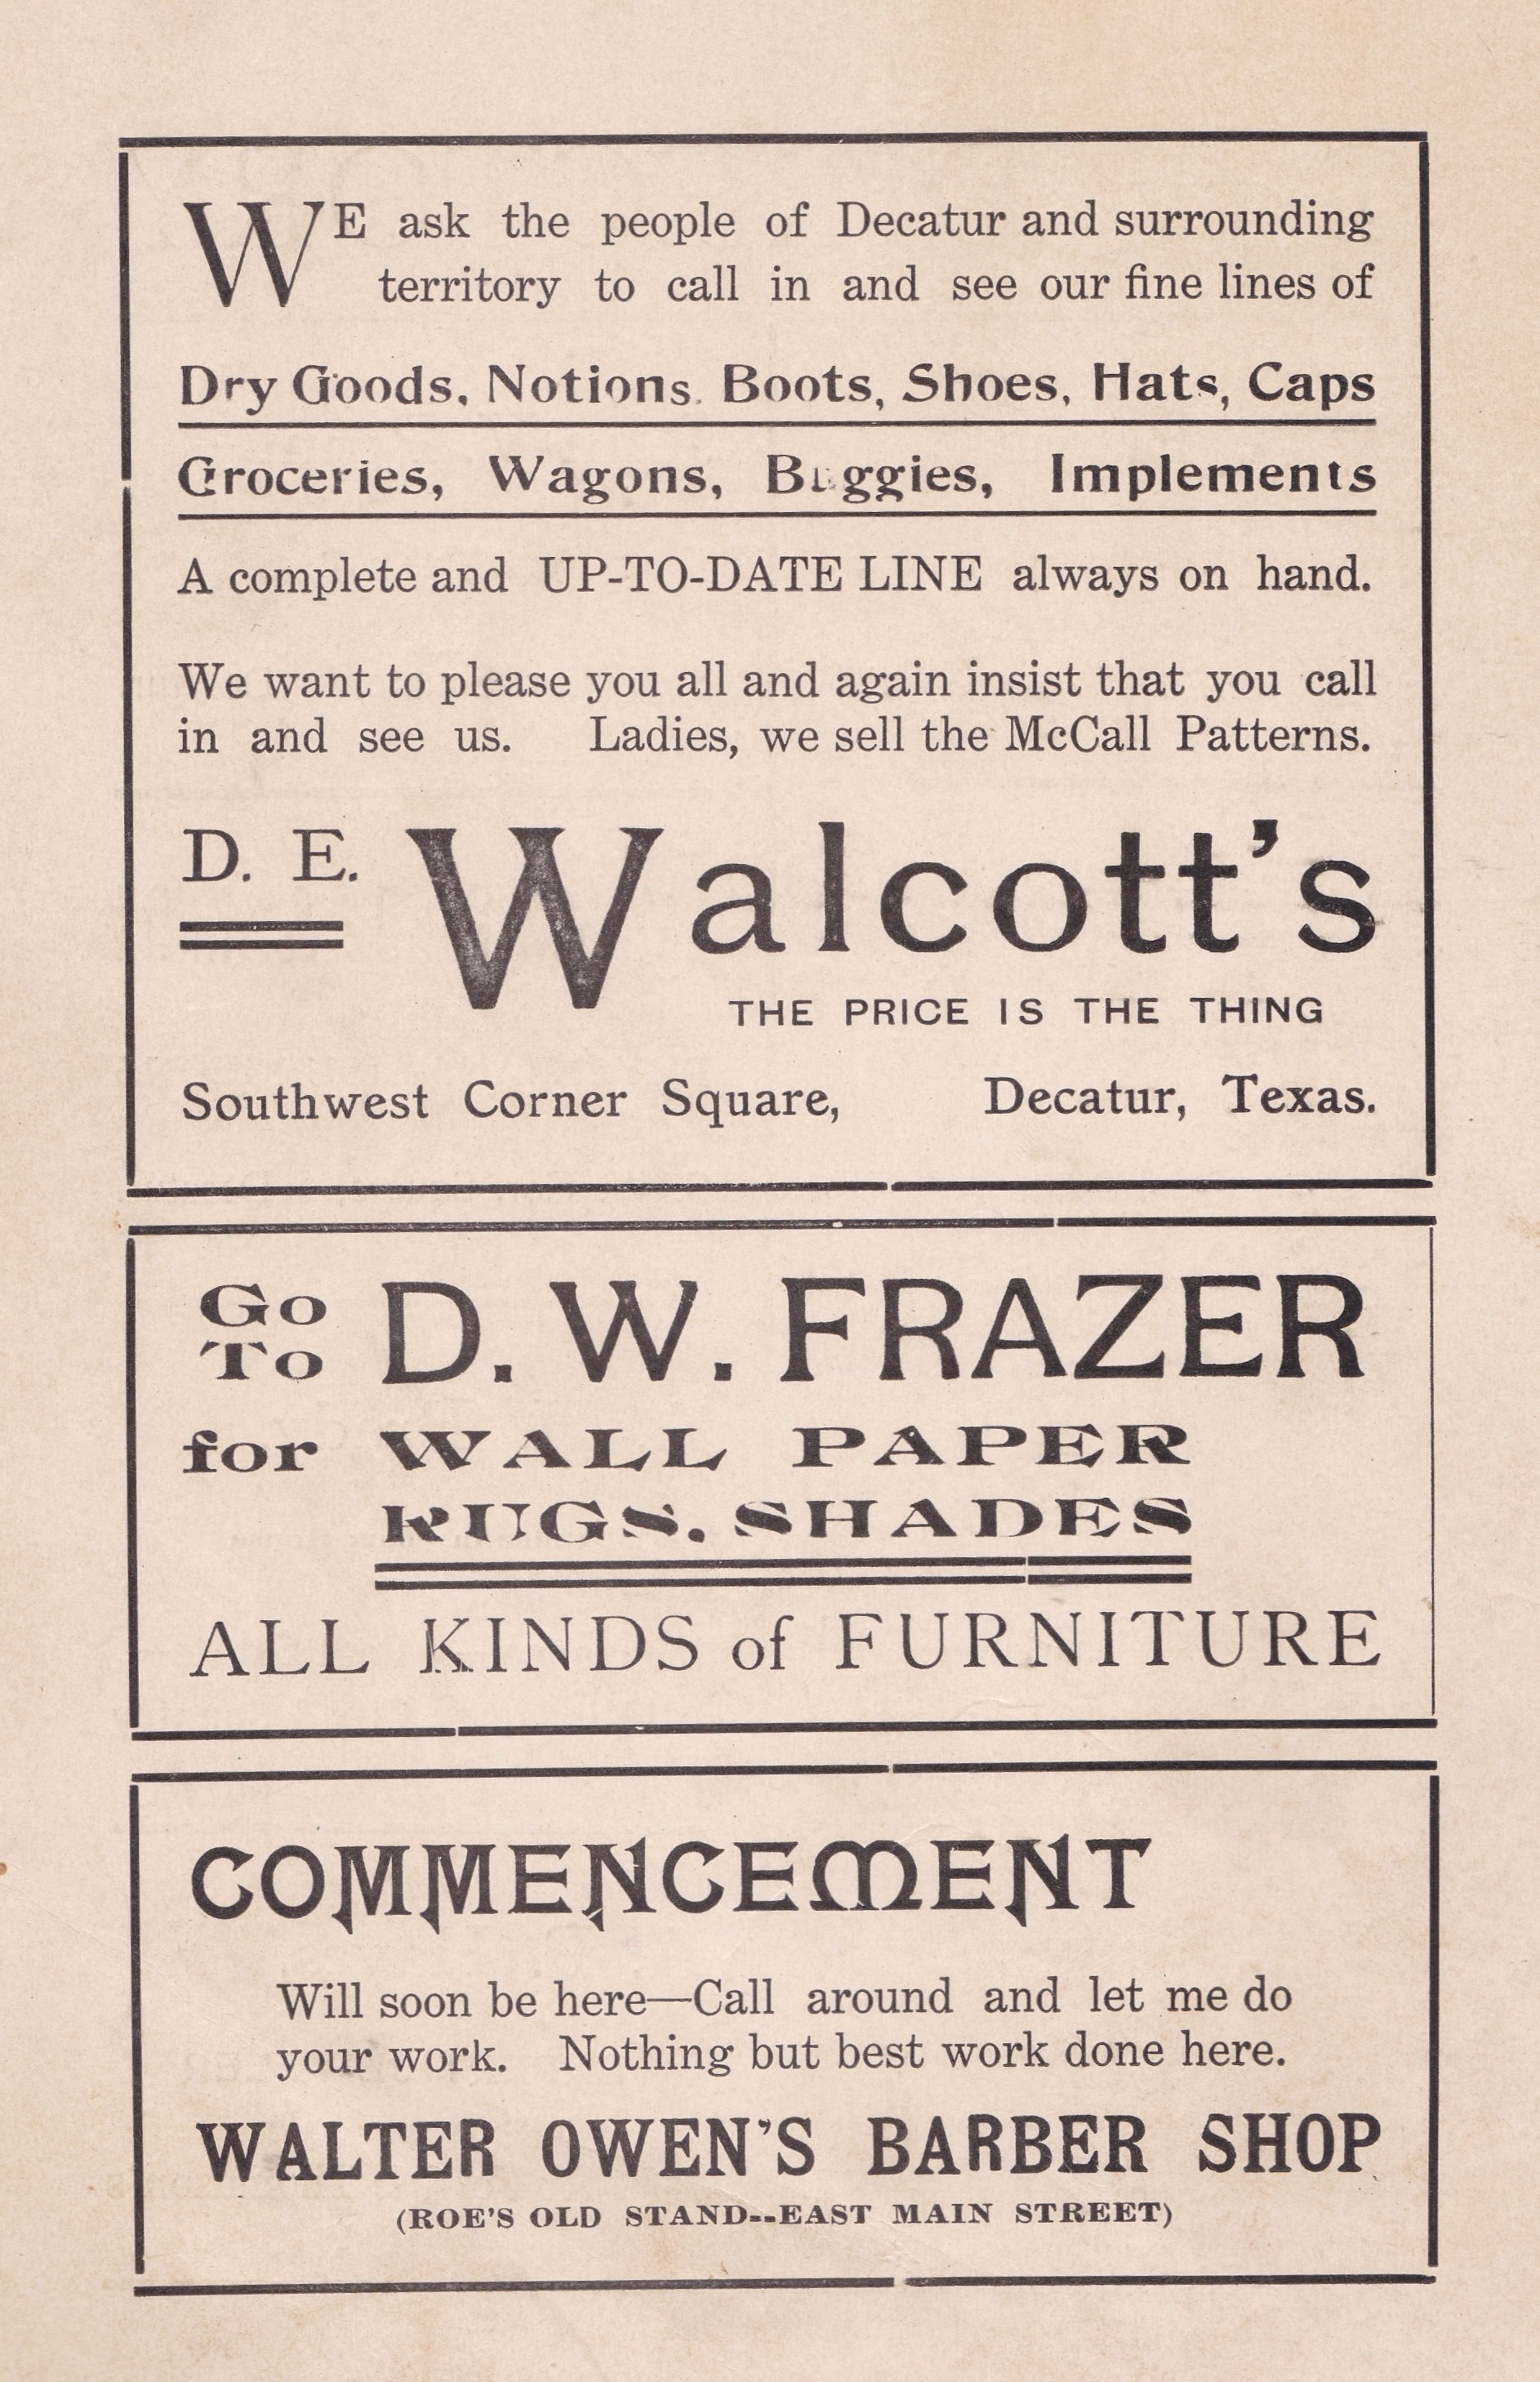 WE ask the people of Decatur and surrounding
territory to call in and see our fine lines of
Dry Goods, Notions. Boots, Shoes, Hats, Caps
Groceries, Wagons, Buggies, Implements
A complete and UP-TO-DATE LINE always on hand.
We want to please you all and again insist that you call
in and see us. Ladies, we sell the McCall Patterns.
D. E. Walcott's
THE PRICE IS THE THING
Southwest Corner Square, Decatur, Texas.
Go To D. W. FRAZER
for WALL PAPER
RUGS. SHADES
ALL KINDS of FURNITURE
COMMENCEMENT
Will soon be here—Call around and let me do
your work. Nothing but best work done here.
WALTER OWEN'S BARBER SHOP
(ROE'S OLD STAND--EAST MAIN STREET)